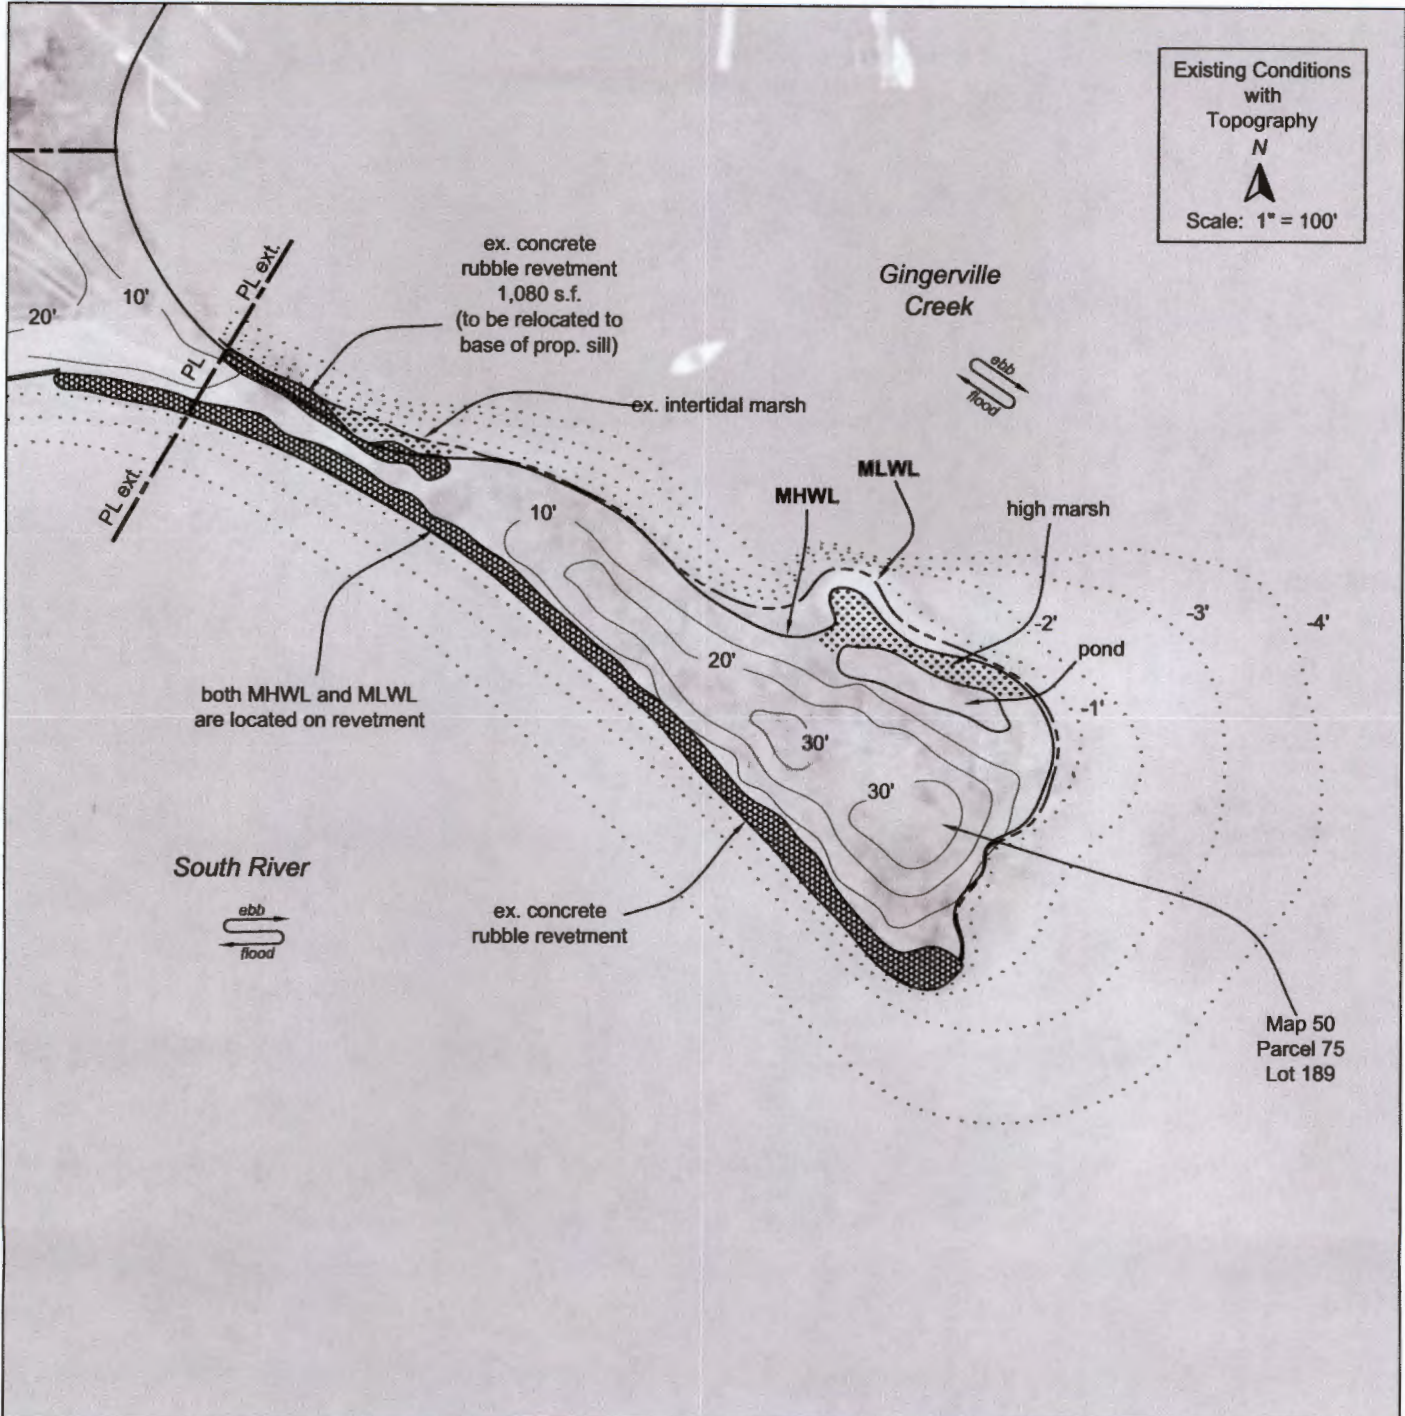 Existing Conditions
with
Topography
N
Scale: 1" = 100'
ex. concrete
rubble revetment
1,080 s.f.
(to be relocated to
base of prop. sill)
Gingerville
Creek
ebb
flood
PL ext.
PL
PL ext.
10'
20'
ex. intertidal marsh
MLWL
MHWL
high marsh
10'
-2'
-3'
-4'
pond
20'
-1'
both MHWL and MLWL
are located on revetment
30'
30'
South River
ebb
flood
ex. concrete
rubble revetment
Map 50
Parcel 75
Lot 189